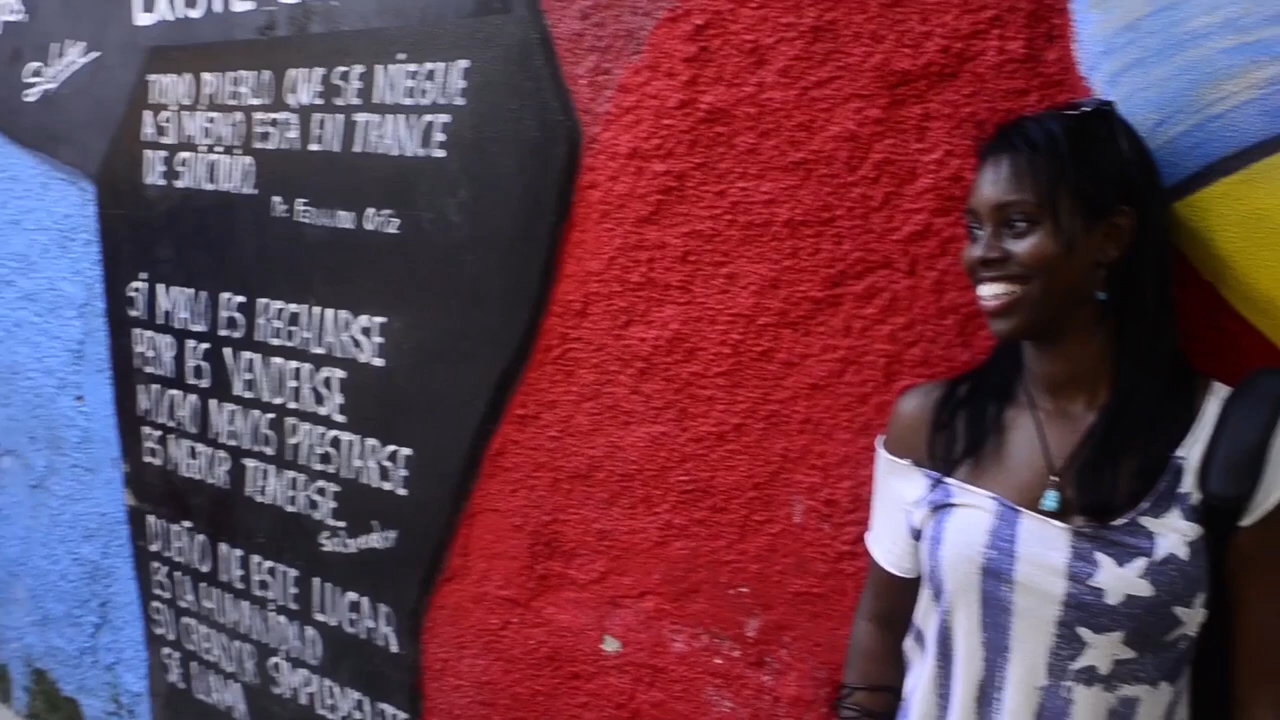 TODO PUEBLO QUE SE NIEGUE
A SI MISMO ESTA EN TRANCE
DE SUICIDIO.
Dr. FERNANDO ORTIZ
SI MALO ES REGALARSE
PEOR ES VENDERSE
MUCHO MENOS PRESTARSE
ES MEJOR TENERSE.
Salvador
DUEÑO DE ESTE LUGAR
ES LA HUMANIDAD
SU CREADOR SIMPLEMENTE
SE LLAMA